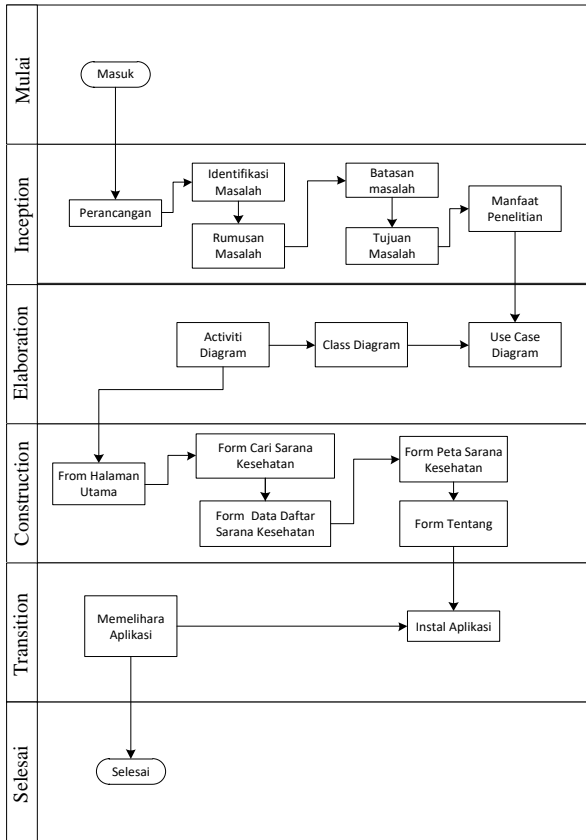 Mulai
Masuk
Inception
Perancangan
Identifikasi
Masalah
Rumusan
Masalah
Batasan
masalah
Tujuan
Masalah
Manfaat
Penelitian
Elaboration
Activiti
Diagram
Class Diagram
Use Case
Diagram
Construction
From Halaman
Utama
Form Cari Sarana
Kesehatan
Form Data Daftar
Sarana Kesehatan
Form Peta Sarana
Kesehatan
Form Tentang
Transition
Memelihara
Aplikasi
Instal Aplikasi
Selesai
Selesai